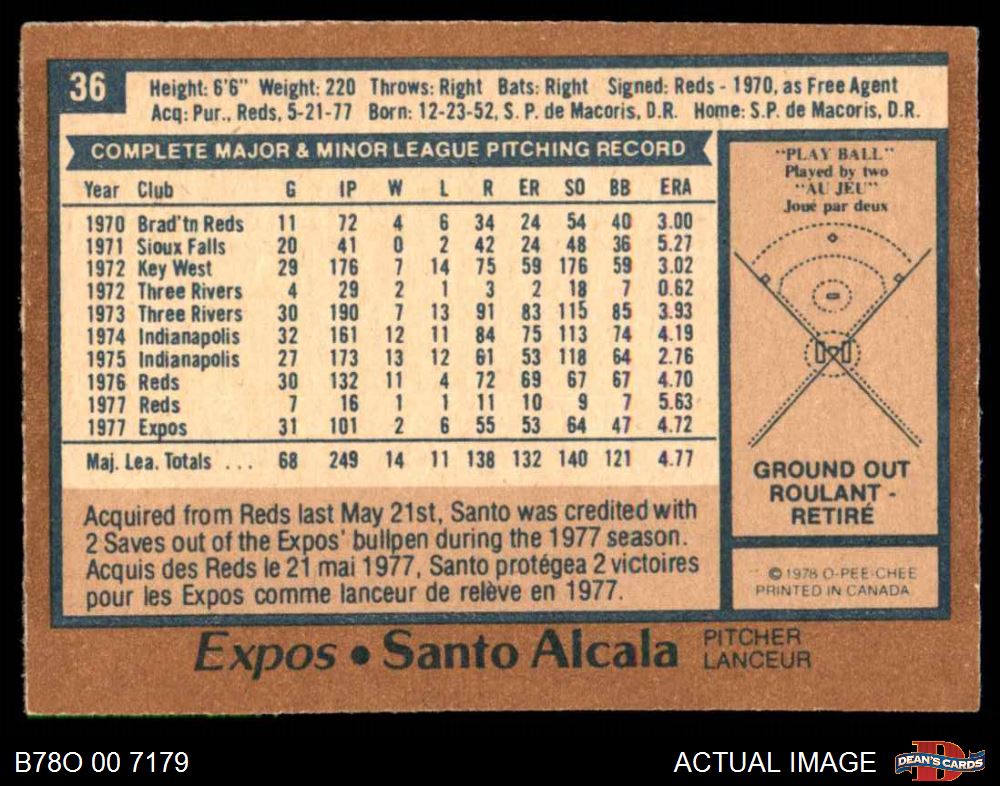 36
Height: 6'6" Weight: 220 Throws: Right Bats: Right Signed: Reds - 1970, as Free Agent
Acq: Pur., Reds, 5-21-77 Born: 12-23-52, S. P. de Macoris, D.R. Home: S.P. de Macoris, D.R.
COMPLETE MAJOR & MINOR LEAGUE PITCHING RECORD
Year Club G IP W L R ER SO BB ERA
1970 Brad'tn Reds 11 72 4 6 34 24 54 40 3.00
1971 Sioux Falls 20 41 0 2 42 24 48 36 5.27
1972 Key West 29 176 7 14 75 59 176 59 3.02
1972 Three Rivers 4 29 2 1 3 2 18 7 0.62
1973 Three Rivers 30 190 7 13 91 83 115 85 3.93
1974 Indianapolis 32 161 12 11 84 75 113 74 4.19
1975 Indianapolis 27 173 13 12 61 53 118 64 2.76
1976 Reds 30 132 11 4 72 69 67 67 4.70
1977 Reds 7 16 1 1 11 10 9 7 5.63
1977 Expos 31 101 2 6 55 53 64 47 4.72
Maj. Lea. Totals ... 68 249 14 11 138 132 140 121 4.77
Acquired from Reds last May 21st, Santo was credited with
2 Saves out of the Expos' bullpen during the 1977 season.
Acquis des Reds le 21 mai 1977, Santo protégea 2 victoires
pour les Expos comme lanceur de relève en 1977.
"PLAY BALL"
Played by two
"AU JEU"
Joué par deux
GROUND OUT
ROULANT -
RETIRÉ
© 1978 O-PEE-CHEE
PRINTED IN CANADA
Expos • Santo Alcala PITCHER
LANCEUR
B78O 00 7179
ACTUAL IMAGE
D
DEAN'S CARDS